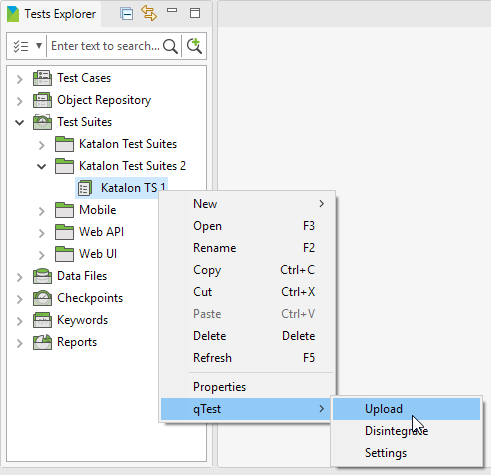 Tests Explorer
Enter text to search...
Test Cases
Object Repository
Test Suites
Katalon Test Suites
Katalon Test Suites 2
Katalon TS 1
Mobile
Web API
Web UI
Data Files
Checkpoints
Keywords
Reports
New
Open F3
Rename F2
Copy Ctrl+C
Cut Ctrl+X
Paste Ctrl+V
Delete Delete
Refresh F5
Properties
qTest
Upload
Disintegrate
Settings